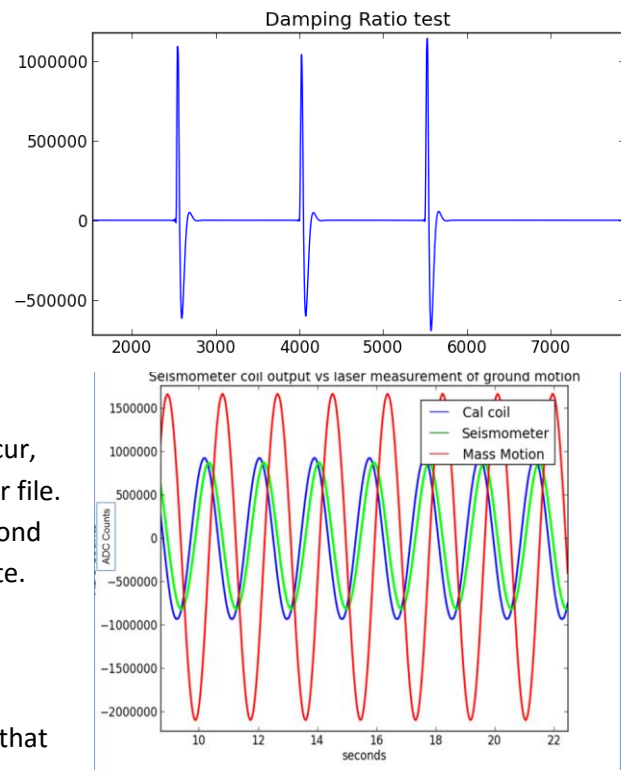 Damping Ratio test
1000000
500000
0
−500000
2000 3000 4000 5000 6000 7000
Seismometer coil output vs laser measurement of ground motion
1500000
1000000
500000
0
−500000
−1000000
−1500000
−2000000
ADC Counts
Cal coil
Seismometer
Mass Motion
10 12 14 16 18 20 22
seconds
cur,
r file.
ond
te.
that